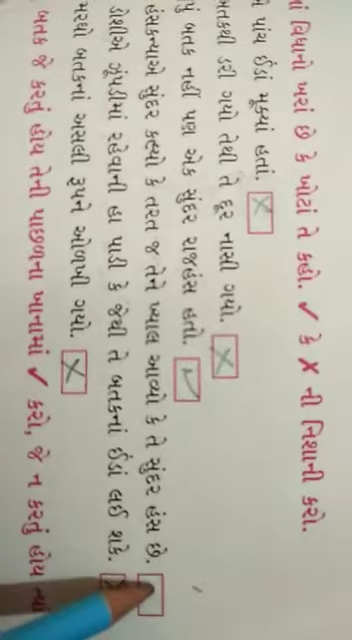 વિધાનો ખરાં છે કે ખોટાં તે કહો. ✓ કે ✗ ની નિશાની કરો.
પાંચ ઈંડાં મૂક્યાં હતાં. ✗
ડરી ગયો તેથી તે દૂર નાસી ગયો. ✗
બતક નહીં પણ એક સુંદર રાજહંસ હતો. ✓
હંસકન્યાએ સુંદર કહ્યો કે તરત જ તેને ખ્યાલ આવ્યો કે તે સુંદર હંસ છે.
ડોશીએ ઝૂંપડીમાં રહેવાની હા પાડી કે જેથી તે બતકનાં ઈંડાં લઈ શકે.
મરઘો બતકનાં અસલી રૂપને ઓળખી ગયો. ✗
બતક જે કરતું હોય તેની પાછળના ખાનામાં ✓ કરો, જે ન કરતું હોય ત્યાં